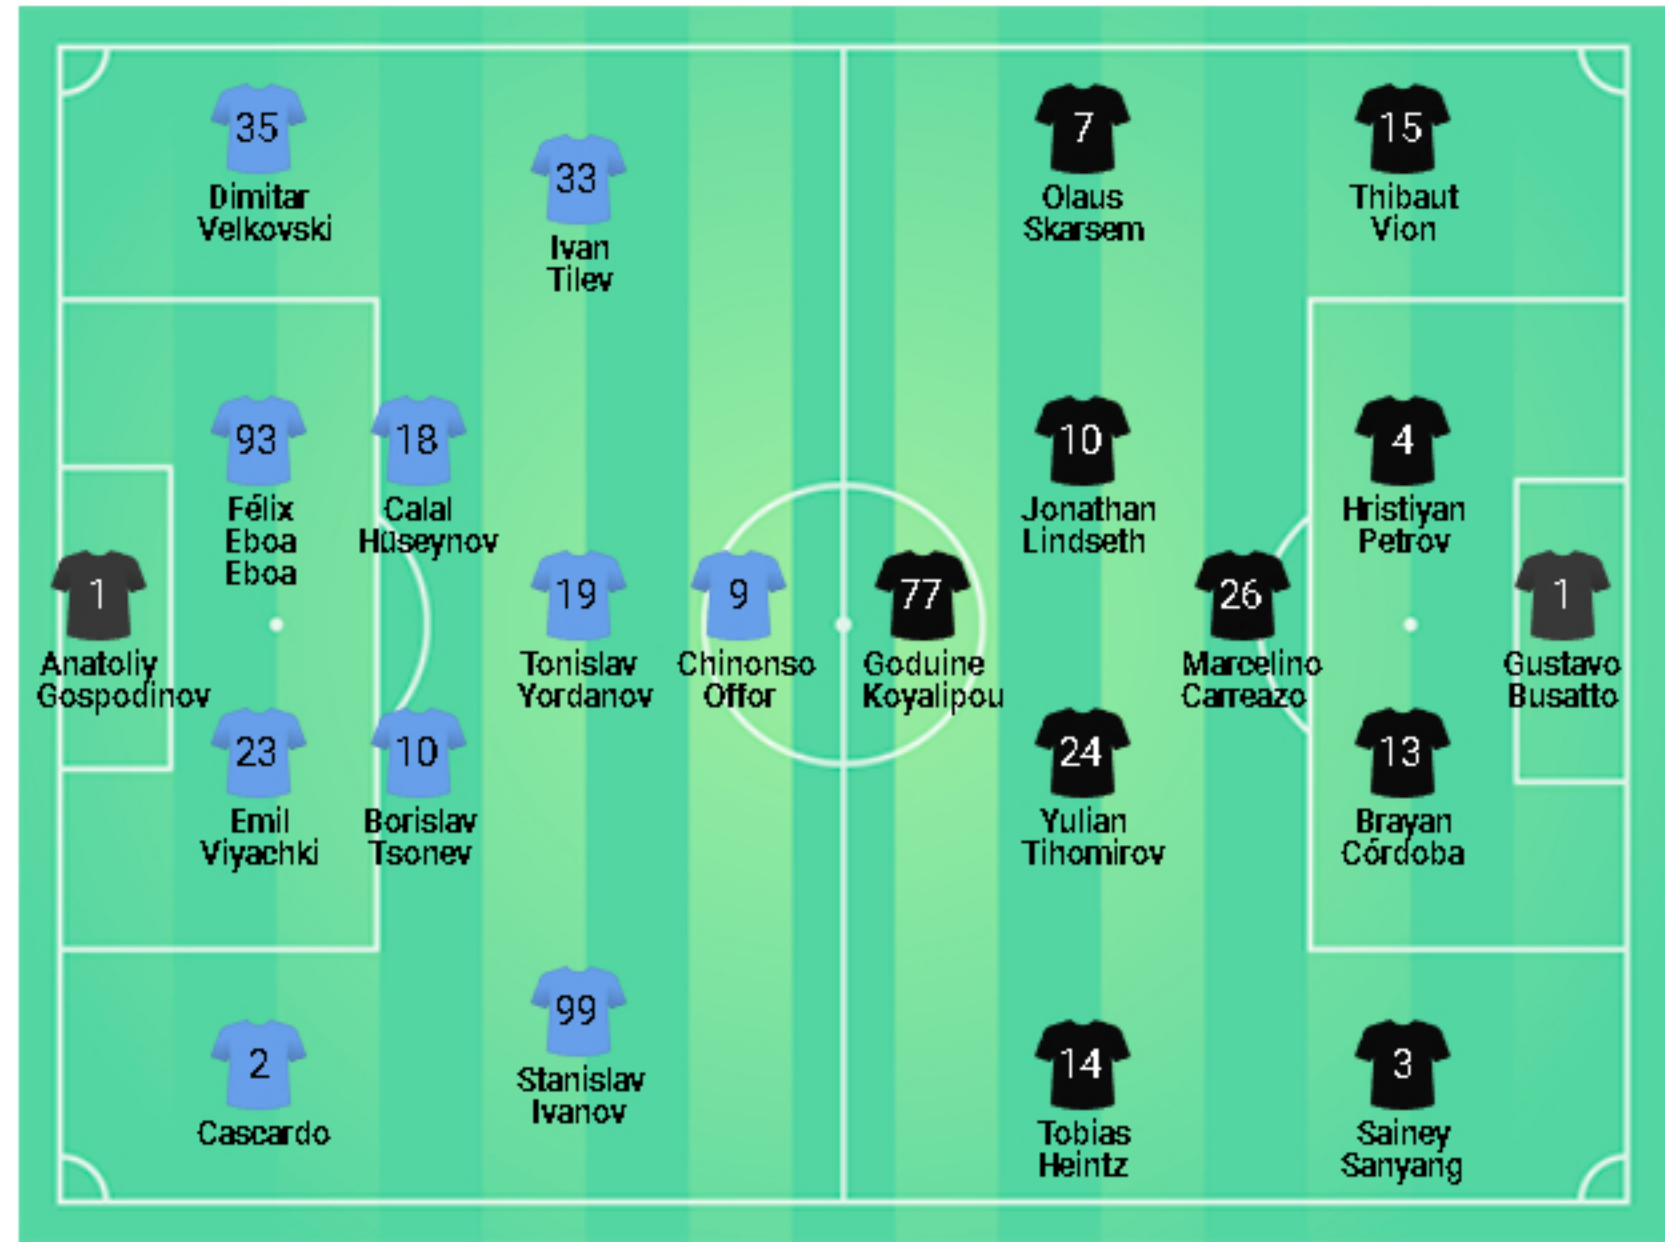 35
Dimitar
Velkovski
33
Ivan
Tilev
7
Olaus
Skarsem
15
Thibaut
Vion
93
Félix
Eboa
Eboa
18
Calal
Hüseynov
10
Jonathan
Lindseth
4
Hristiyan
Petrov
1
Anatoliy
Gospodinov
19
Tonislav
Yordanov
9
Chinonso
Offor
77
Goduine
Koyalipou
26
Marcelino
Carreazo
1
Gustavo
Busatto
23
Emil
Viyachki
10
Borislav
Tsonev
24
Yulian
Tihomirov
13
Brayan
Córdoba
2
Cascardo
99
Stanislav
Ivanov
14
Tobias
Heintz
3
Sainey
Sanyang